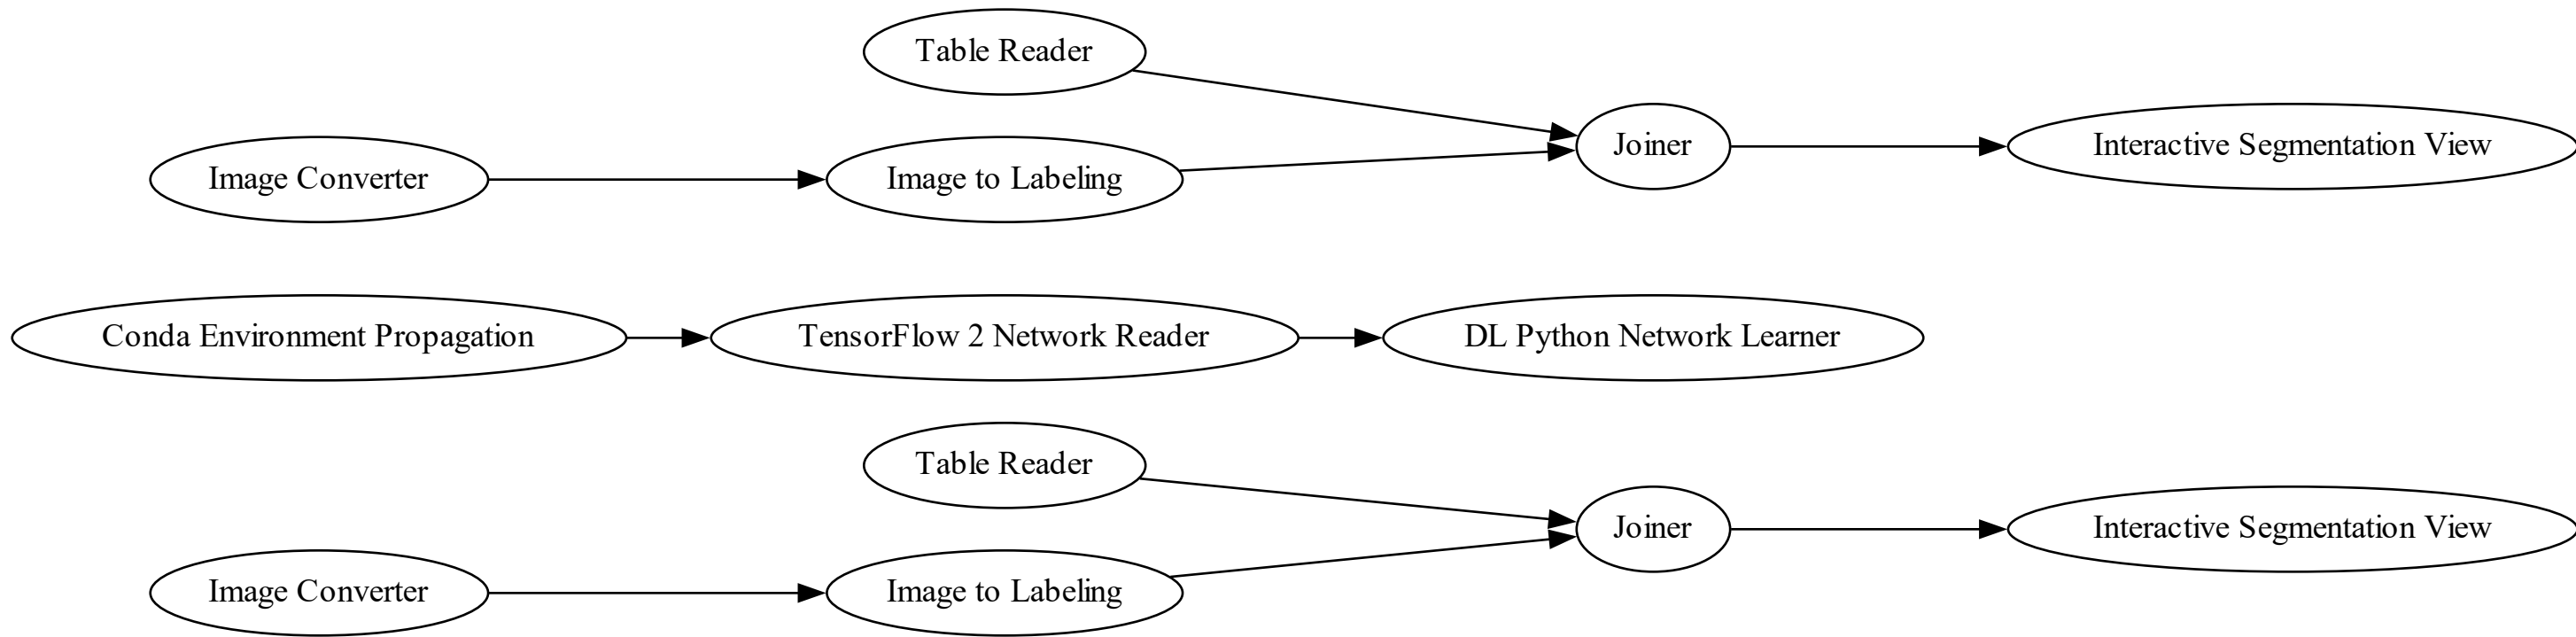 Table Reader
Image Converter
Image to Labeling
Joiner
Interactive Segmentation View
Conda Environment Propagation
TensorFlow 2 Network Reader
DL Python Network Learner
Table Reader
Image Converter
Image to Labeling
Joiner
Interactive Segmentation View